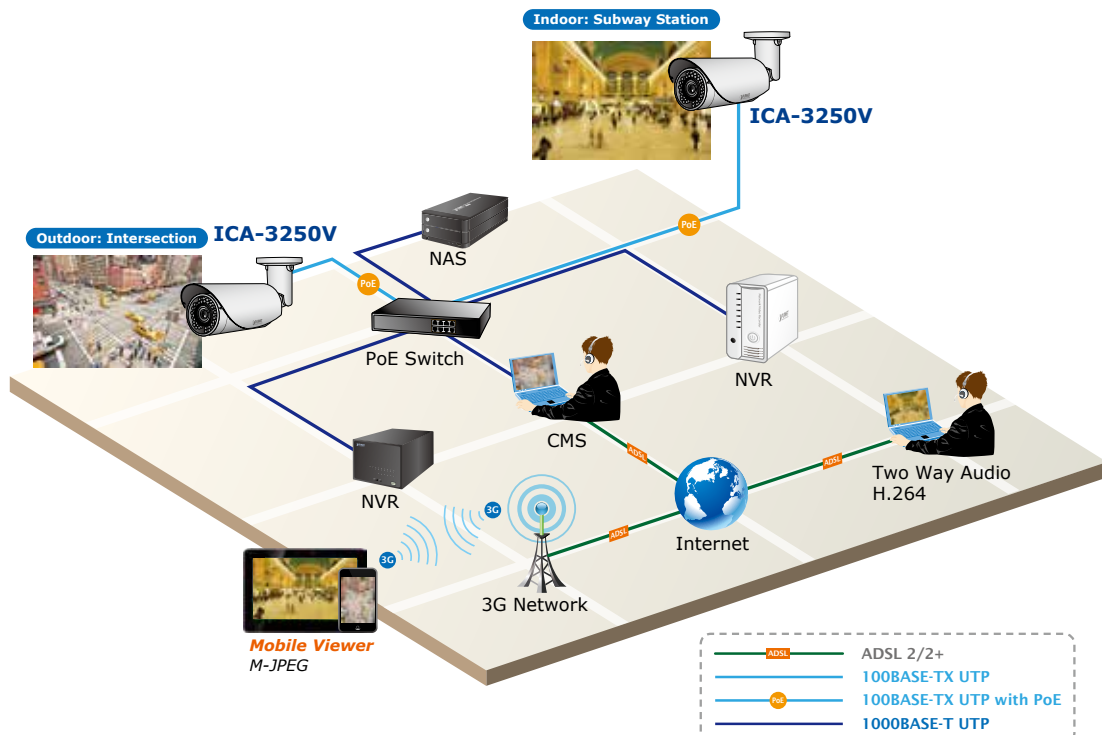 Indoor: Subway Station
ICA-3250V
PoE
Outdoor: Intersection
ICA-3250V
NAS
PoE
PoE Switch
NVR
CMS
ADSL
ADSL
Two Way Audio
H.264
NVR
3G
3G
ADSL
Internet
3G Network
Mobile Viewer
M-JPEG
ADSL
ADSL 2/2+
100BASE-TX UTP
PoE
100BASE-TX UTP with PoE
1000BASE-T UTP